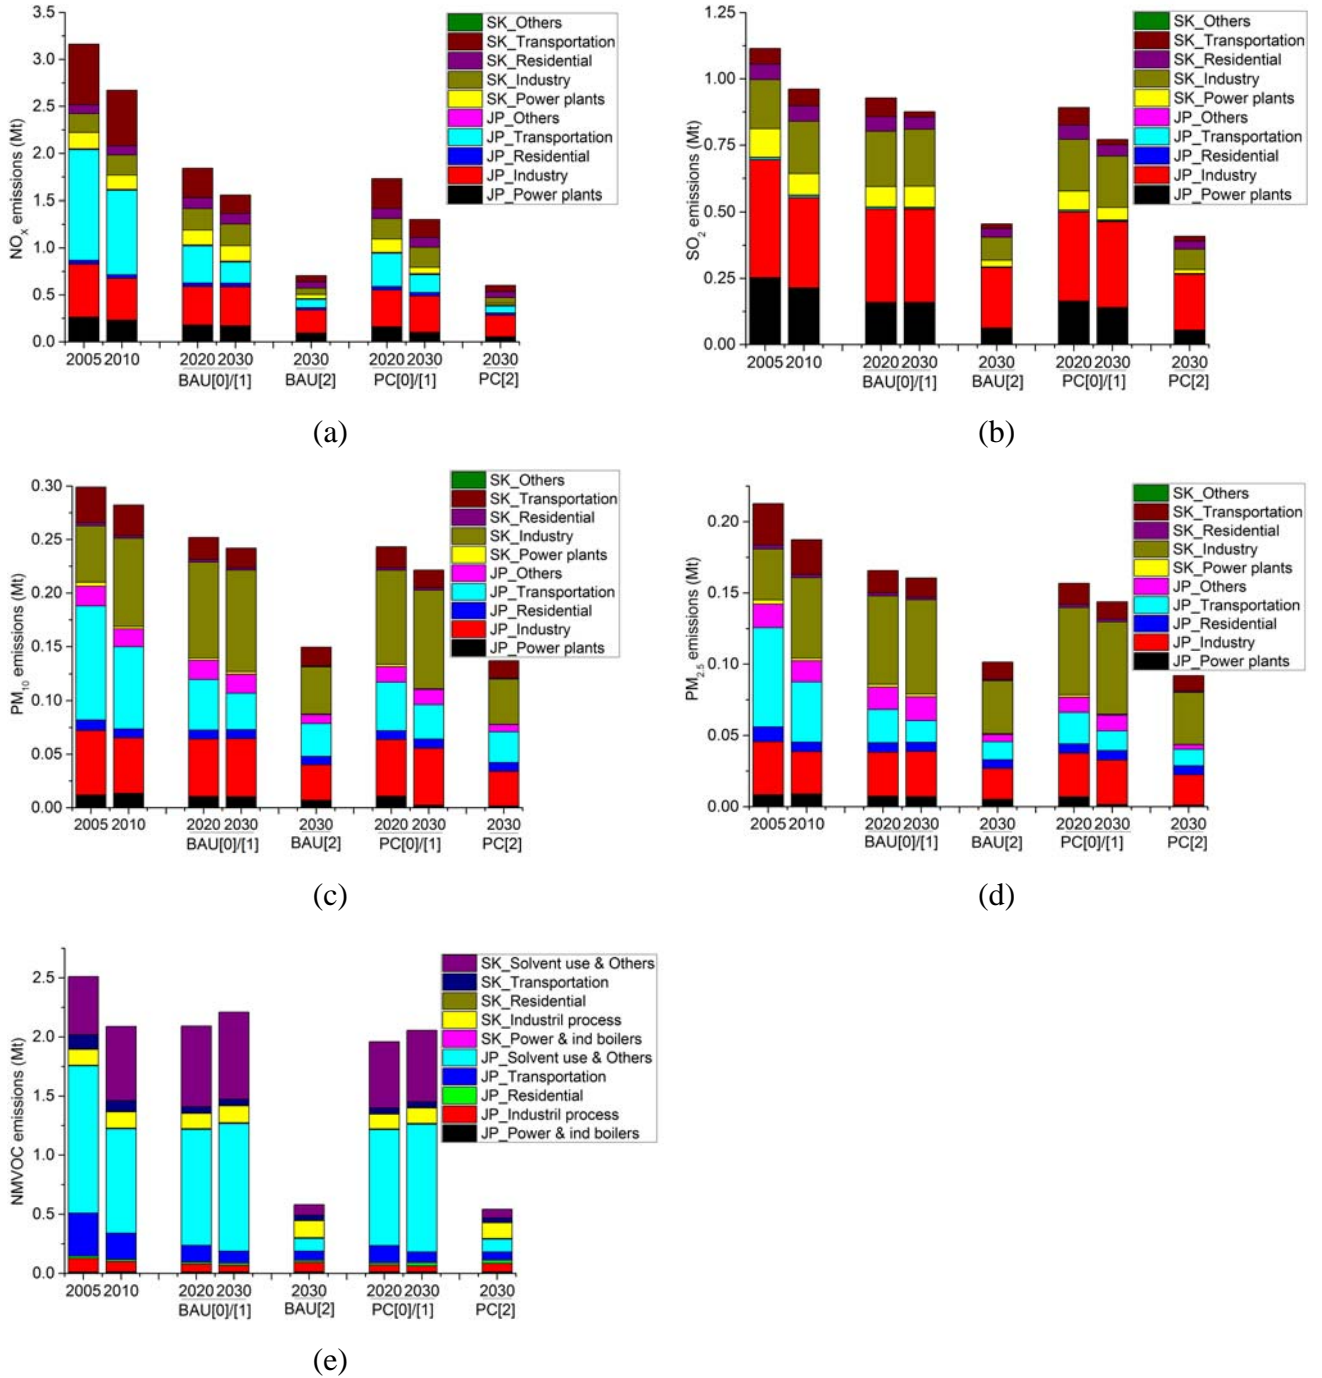 3.5
3.0
2.5
2.0
1.5
1.0
0.5
0.0
NOX emissions (Mt)
SK_Others
SK_Transportation
SK_Residential
SK_Industry
SK_Power plants
JP_Others
JP_Transportation
JP_Residential
JP_Industry
JP_Power plants
2005 2010 2020 2030 2030 2020 2030 2030
BAU[0]/[1] BAU[2] PC[0]/[1] PC[2]
(a)
1.25
1.00
0.75
0.50
0.25
0.00
SO2 emissions (Mt)
SK_Others
SK_Transportation
SK_Residential
SK_Industry
SK_Power plants
JP_Others
JP_Transportation
JP_Residential
JP_Industry
JP_Power plants
2005 2010 2020 2030 2030 2020 2030 2030
BAU[0]/[1] BAU[2] PC[0]/[1] PC[2]
(b)
0.30
0.25
0.20
0.15
0.10
0.05
0.00
PM10 emissions (Mt)
SK_Others
SK_Transportation
SK_Residential
SK_Industry
SK_Power plants
JP_Others
JP_Transportation
JP_Residential
JP_Industry
JP_Power plants
2005 2010 2020 2030 2030 2020 2030 2030
BAU[0]/[1] BAU[2] PC[0]/[1] PC[2]
(c)
0.20
0.15
0.10
0.05
0.00
PM2.5 emissions (Mt)
SK_Others
SK_Transportation
SK_Residential
SK_Industry
SK_Power plants
JP_Others
JP_Transportation
JP_Residential
JP_Industry
JP_Power plants
2005 2010 2020 2030 2030 2020 2030 2030
BAU[0]/[1] BAU[2] PC[0]/[1] PC[2]
(d)
2.5
2.0
1.5
1.0
0.5
0.0
NMVOC emissions (Mt)
SK_Solvent use & Others
SK_Transportation
SK_Residential
SK_Industril process
SK_Power & ind boilers
JP_Solvent use & Others
JP_Transportation
JP_Residential
JP_Industril process
JP_Power & ind boilers
2005 2010 2020 2030 2030 2020 2030 2030
BAU[0]/[1] BAU[2] PC[0]/[1] PC[2]
(e)